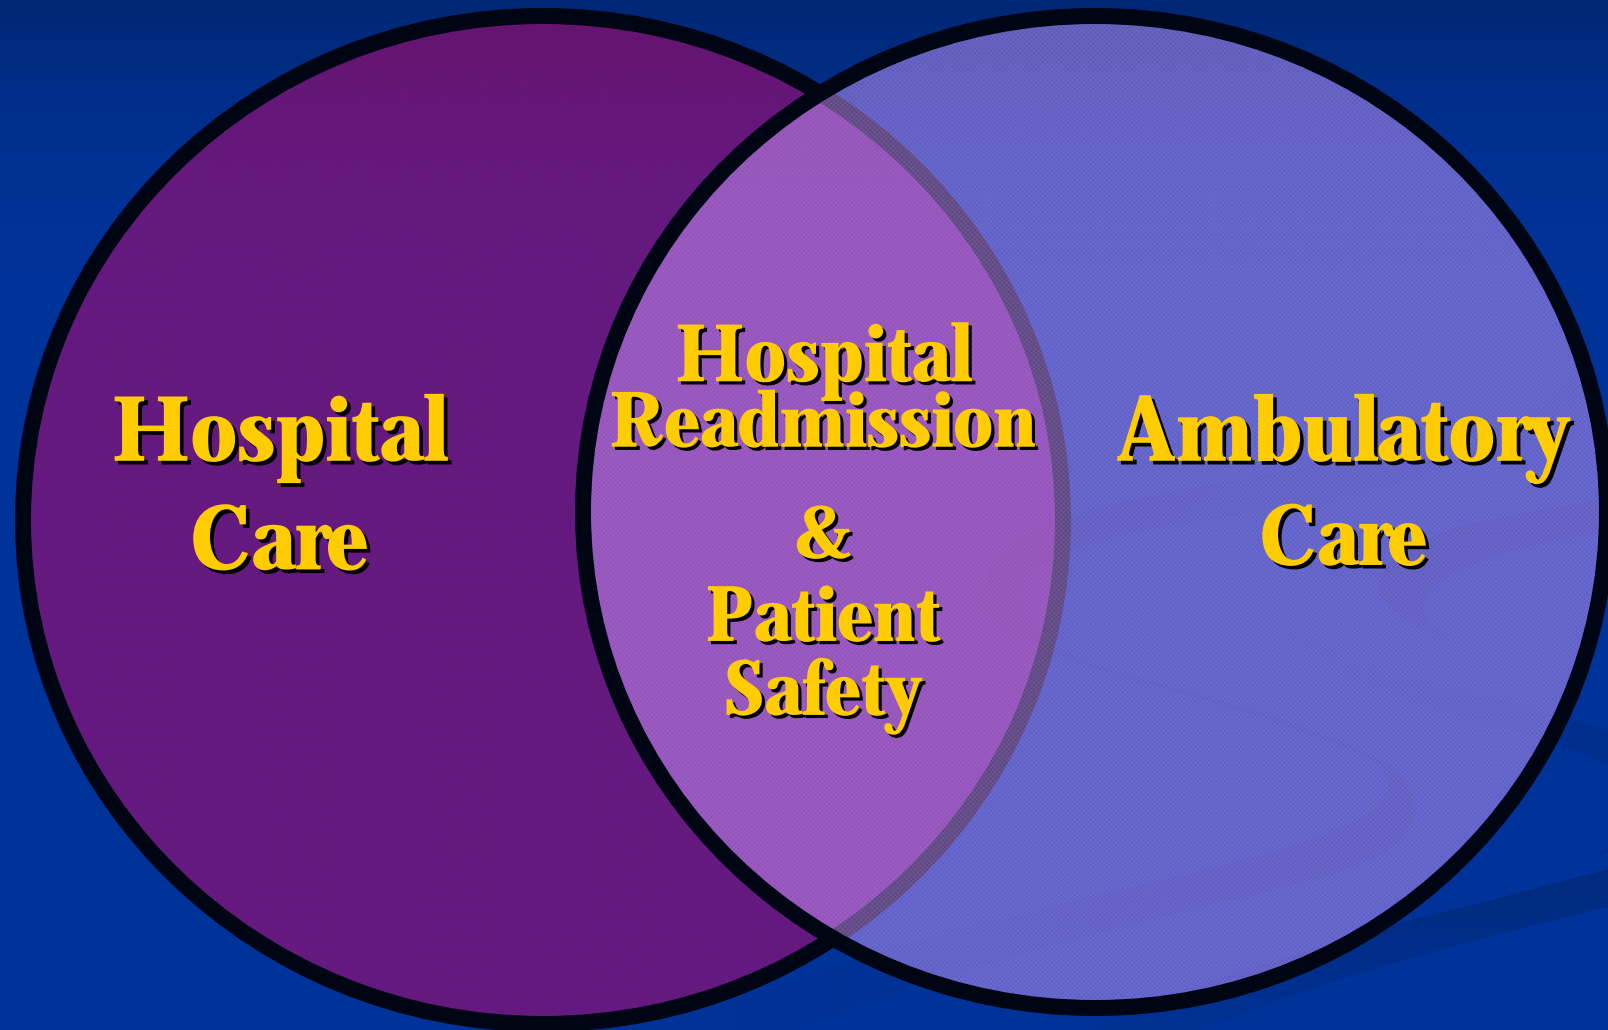 Hospital
Care
Hospital
Readmission
&
Patient
Safety
Ambulatory
Care